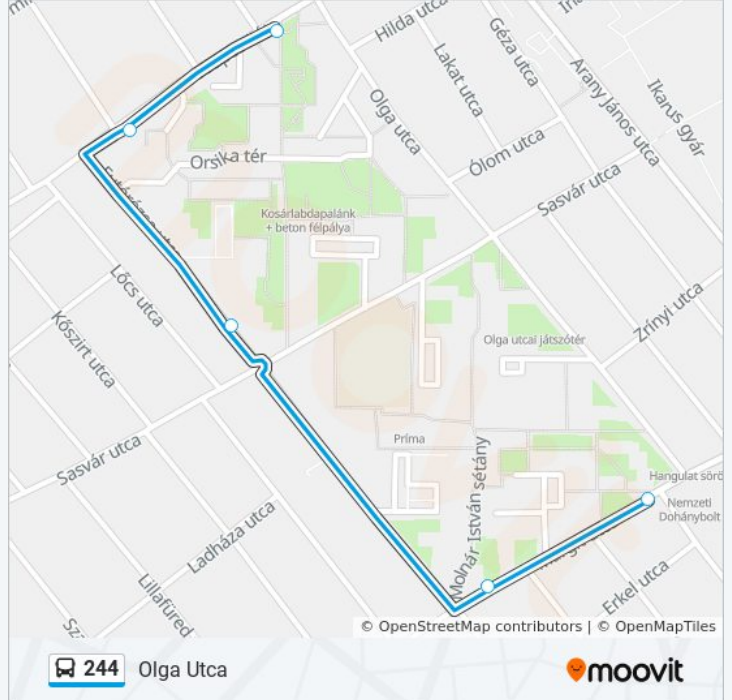 Hilda utca
Géza utca
Lakat utca
Arany János utca
Ikarus gyár
Olga utca
Ólom utca
Orsika tér
Sasvár utca
Kosárlabdapalánk
+ beton félpálya
Lőcs utca
Zrínyi utca
Kőszirt utca
Olga utcai játszótér
Príma
Sasvár utca
Molnár István sétány
Hangulat sörö
Nemzeti
Dohánybolt
Ladháza utca
Erkel utca
Lillafüred
© OpenStreetMap contributors | © OpenMapTiles
244 Olga Utca
moovit